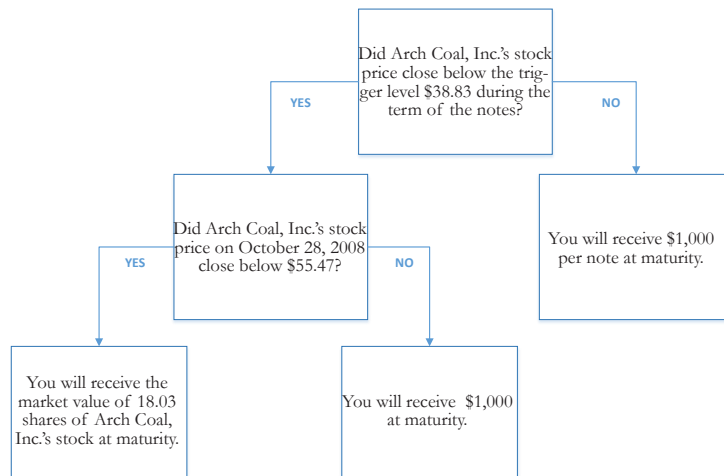 Did Arch Coal, Inc.'s stock
price close below the trig-
ger level $38.83 during the
term of the notes?
YES
NO
Did Arch Coal, Inc.'s stock
price on October 28, 2008
close below $55.47?
You will receive $1,000
per note at maturity.
YES
NO
You will receive the
market value of 18.03
shares of Arch Coal,
Inc.'s stock at maturity.
You will receive $1,000
at maturity.